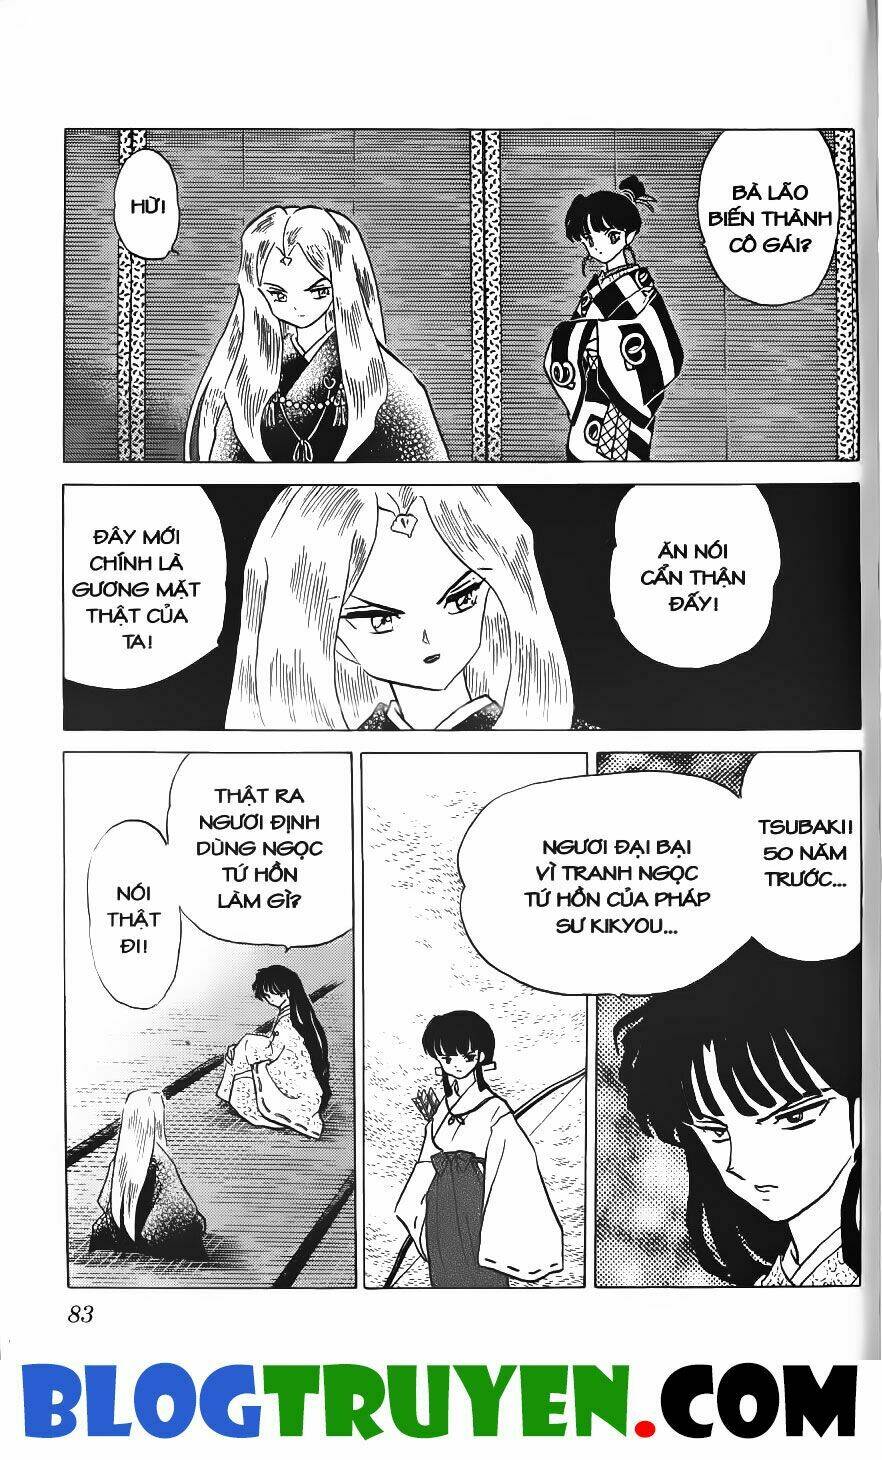 BÀ LÃO
BIẾN THÀNH
CÔ GÁI?
HỪ!
ĂN NÓI
CẨN THẬN
ĐẤY!
ĐÂY MỚI
CHÍNH LÀ
GƯƠNG MẶT
THẬT CỦA
TA!
TSUBAKI!
50 NĂM
TRƯỚC...
NGƯƠI ĐẠI BẠI
VÌ TRANH NGỌC
TỨ HỒN CỦA PHÁP
SƯ KIKYOU...
THẬT RA
NGƯƠI ĐỊNH
DÙNG NGỌC
TỨ HỒN
LÀM GÌ?
NÓI
THẬT
ĐI!
83
BLOGTRUYEN.COM